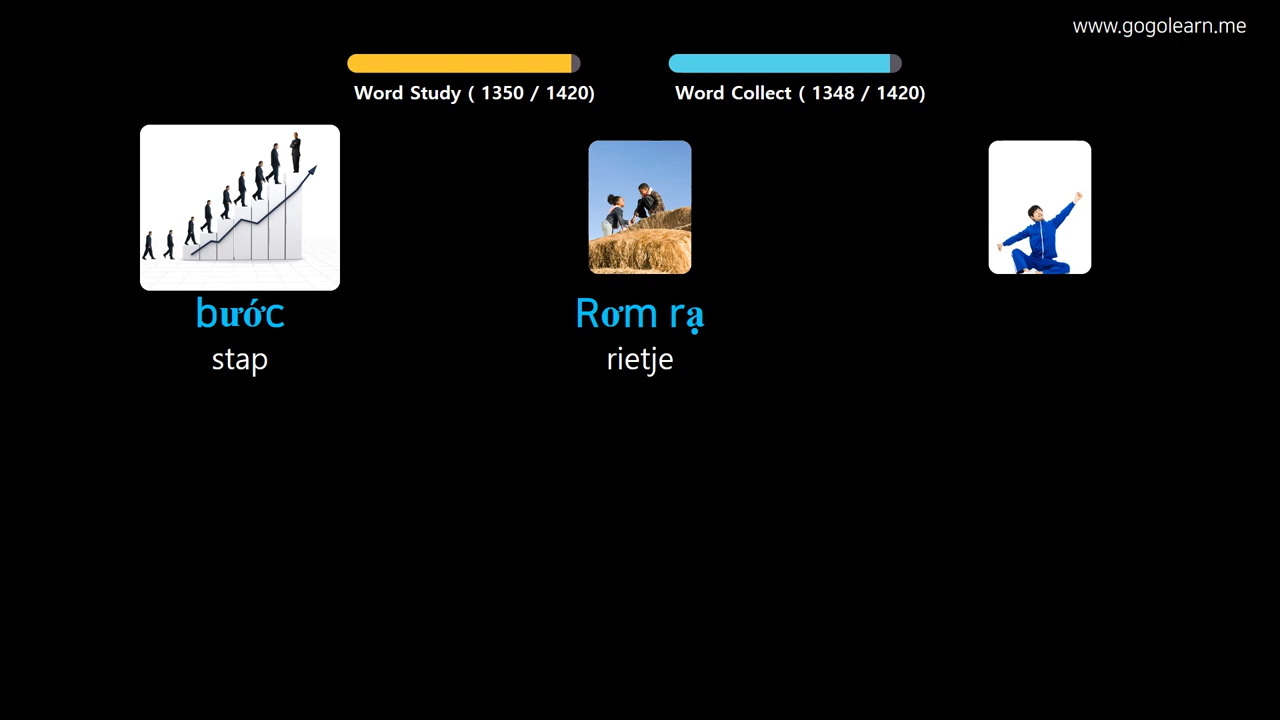 www.gogolearn.me
Word Study ( 1350 / 1420)
Word Collect ( 1348 / 1420)
bước
stap
Rơm rạ
rietje